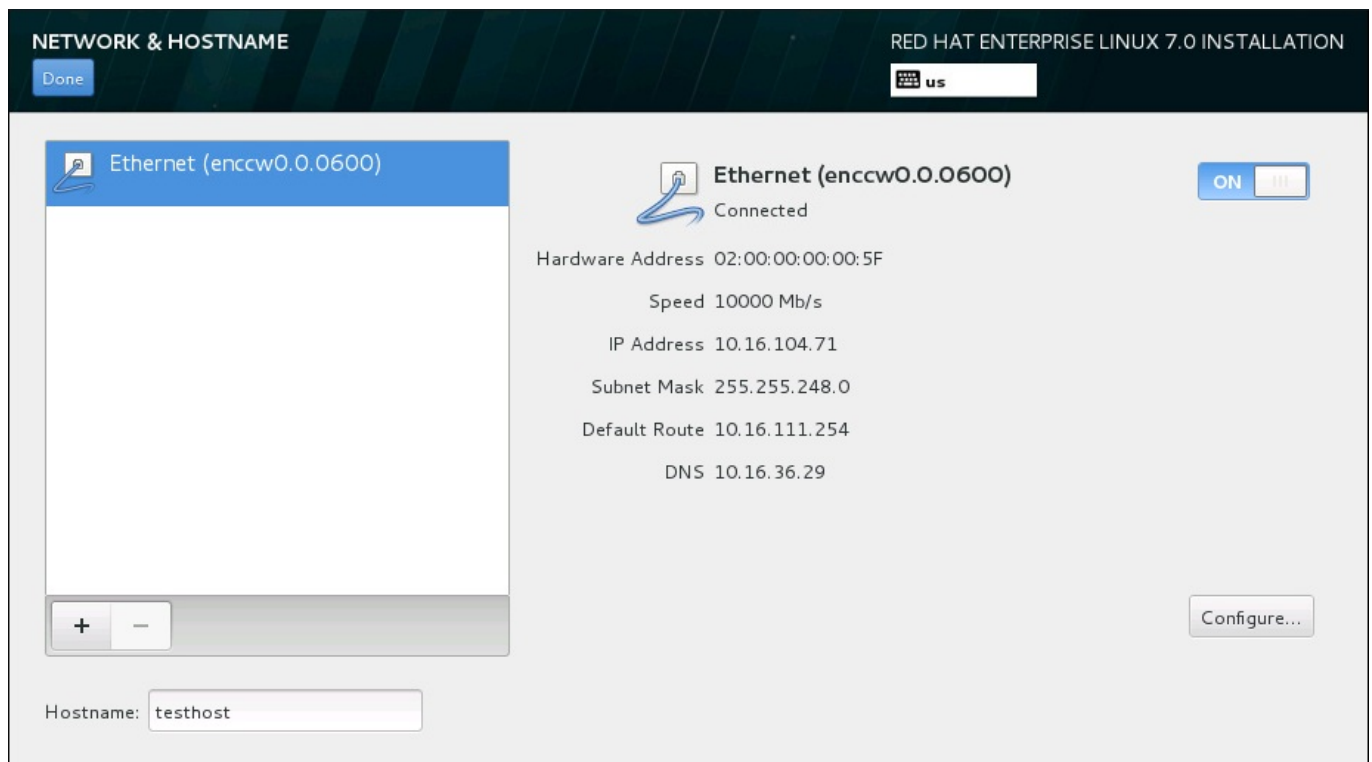 NETWORK & HOSTNAME
RED HAT ENTERPRISE LINUX 7.0 INSTALLATION
Done
us
Ethernet (enccw0.0.0600)
Ethernet (enccw0.0.0600)
ON
Connected
Hardware Address 02:00:00:00:00:5F
Speed 10000 Mb/s
IP Address 10.16.104.71
Subnet Mask 255.255.248.0
Default Route 10.16.111.254
DNS 10.16.36.29
+ −
Configure...
Hostname: testhost